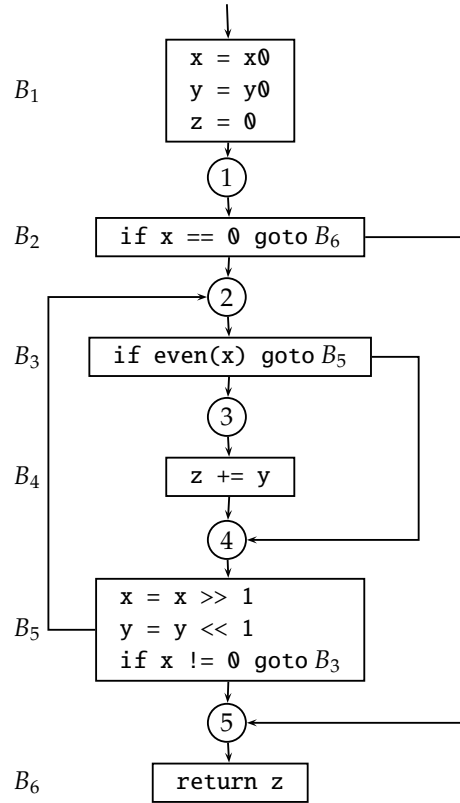 x = x0
B1 y = y0
z = 0
1
B2 if x == 0 goto B6
2
B3 if even(x) goto B5
3
B4 z += y
4
x = x >> 1
B5 y = y << 1
if x != 0 goto B3
5
B6 return z